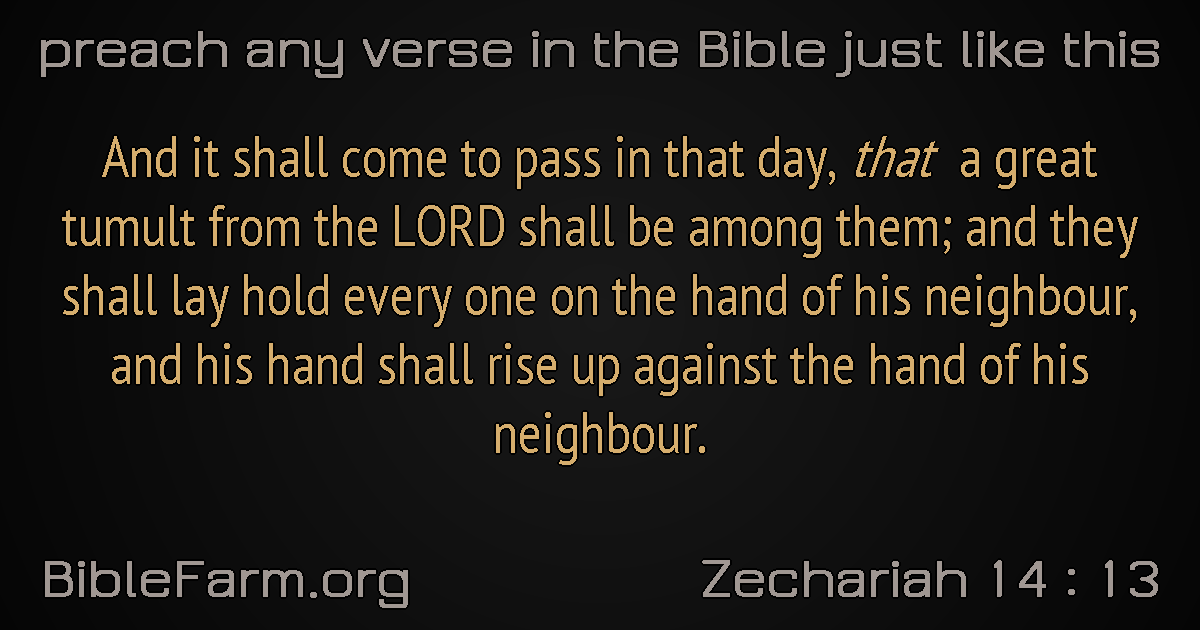 preach any verse in the Bible just like this
And it shall come to pass in that day, that a great
tumult from the LORD shall be among them; and they
shall lay hold every one on the hand of his neighbour,
and his hand shall rise up against the hand of his
neighbour.
BibleFarm.org
Zechariah 14 : 13